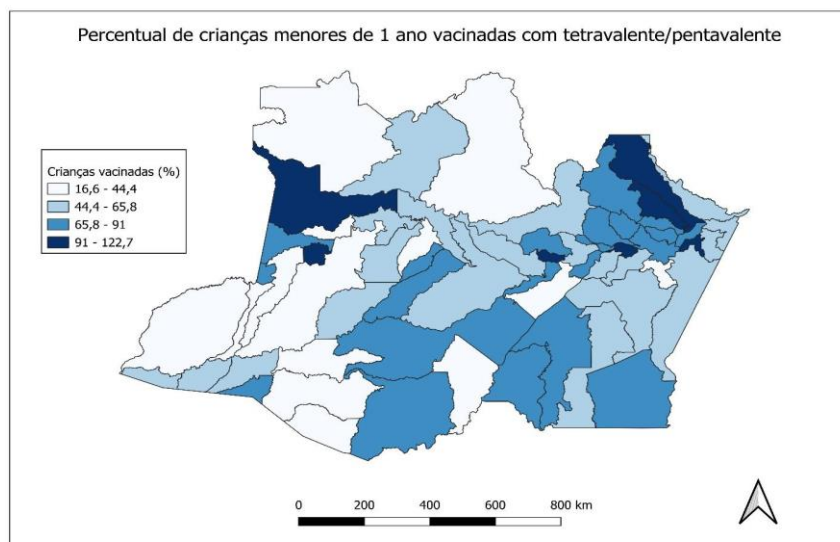 Percentual de crianças menores de 1 ano vacinadas com tetravalente/pentavalente
Crianças vacinadas (%)
16,6 - 44,4
44,4 - 65,8
65,8 - 91
91 - 122,7
0 200 400 600 800 km